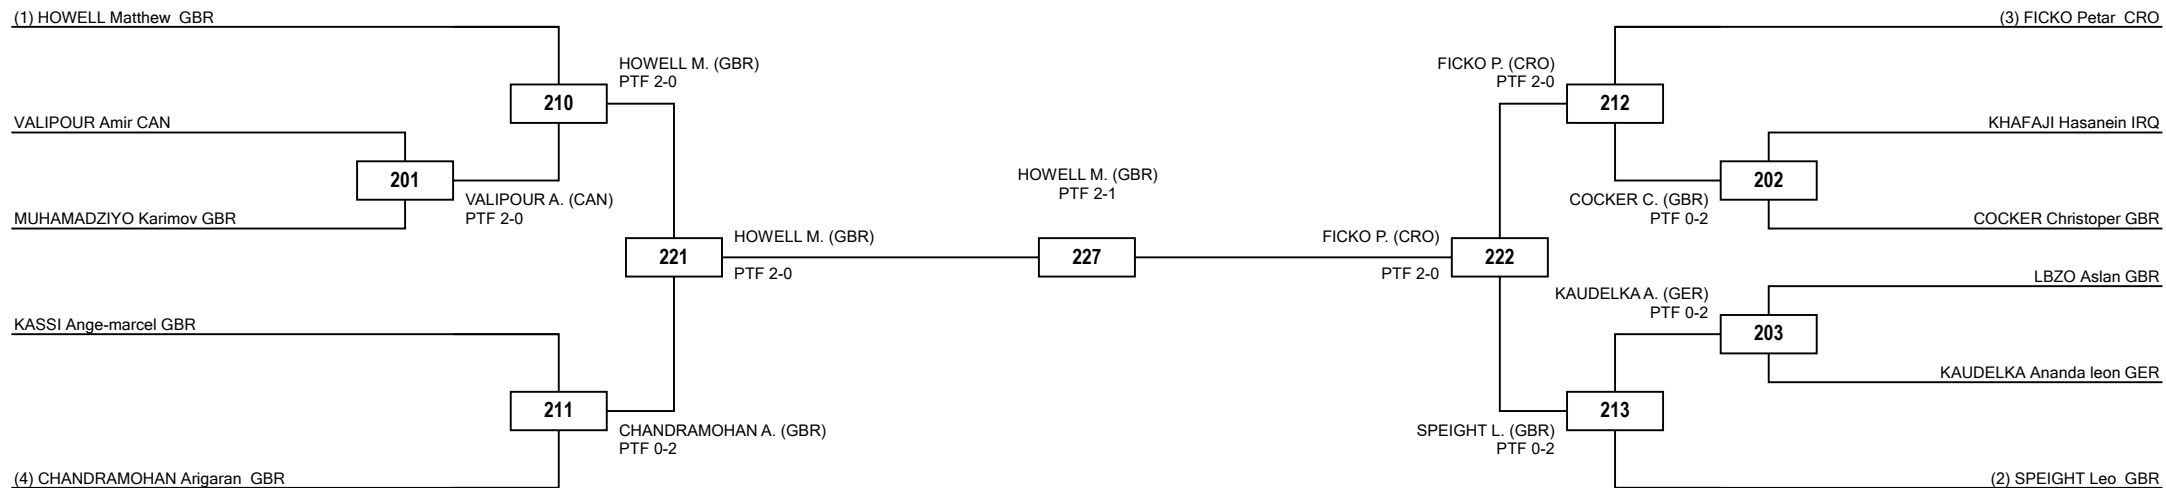 (1) HOWELL Matthew GBR
(3) FICKO Petar CRO
HOWELL M. (GBR)
PTF 2-0
FICKO P. (CRO)
PTF 2-0
210
212
VALIPOUR Amir CAN
KHAFAJI Hasanein IRQ
201
HOWELL M. (GBR)
PTF 2-1
202
VALIPOUR A. (CAN)
PTF 2-0
COCKER C. (GBR)
PTF 0-2
MUHAMADZIYO Karimov GBR
COCKER Christoper GBR
221
HOWELL M. (GBR)
PTF 2-0
227
FICKO P. (CRO)
PTF 2-0
222
LBZO Aslan GBR
KAUDELKA A. (GER)
PTF 0-2
KASSI Ange-marcel GBR
203
KAUDELKA Ananda leon GER
211
213
CHANDRAMOHAN A. (GBR)
PTF 0-2
SPEIGHT L. (GBR)
PTF 0-2
(4) CHANDRAMOHAN Arigaran GBR
(2) SPEIGHT Leo GBR